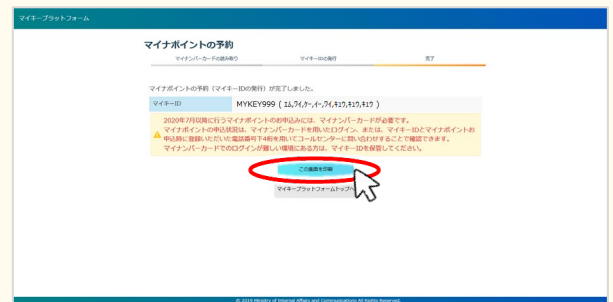 マイキープラットフォーム
マイナポイントの予約
マイナンバーカードの読み取り マイキーIDの発行 完了
マイナポイントの予約（マイキーIDの発行）が完了しました。
マイキーID MYKEY999 ( エム,ワイ,ケー,イー,ワイ,キュウ,キュウ,キュウ )
2020年7月以降に行うマイナポイントのお申込みには、マイナンバーカードが必要です。
マイナポイントの申込状況は、マイナンバーカードを用いたログイン、または、マイキーIDとマイナポイントお
申込時に登録いただいた電話番号下4桁を用いてコールセンターに問い合わせすることで確認できます。
マイナンバーカードでのログインが難しい環境にある方は、マイキーIDを保管してください。
この画面を印刷
マイキープラットフォームトップへ
© 2019 Ministry of Internal Affairs and Communications All Rights Reserved.